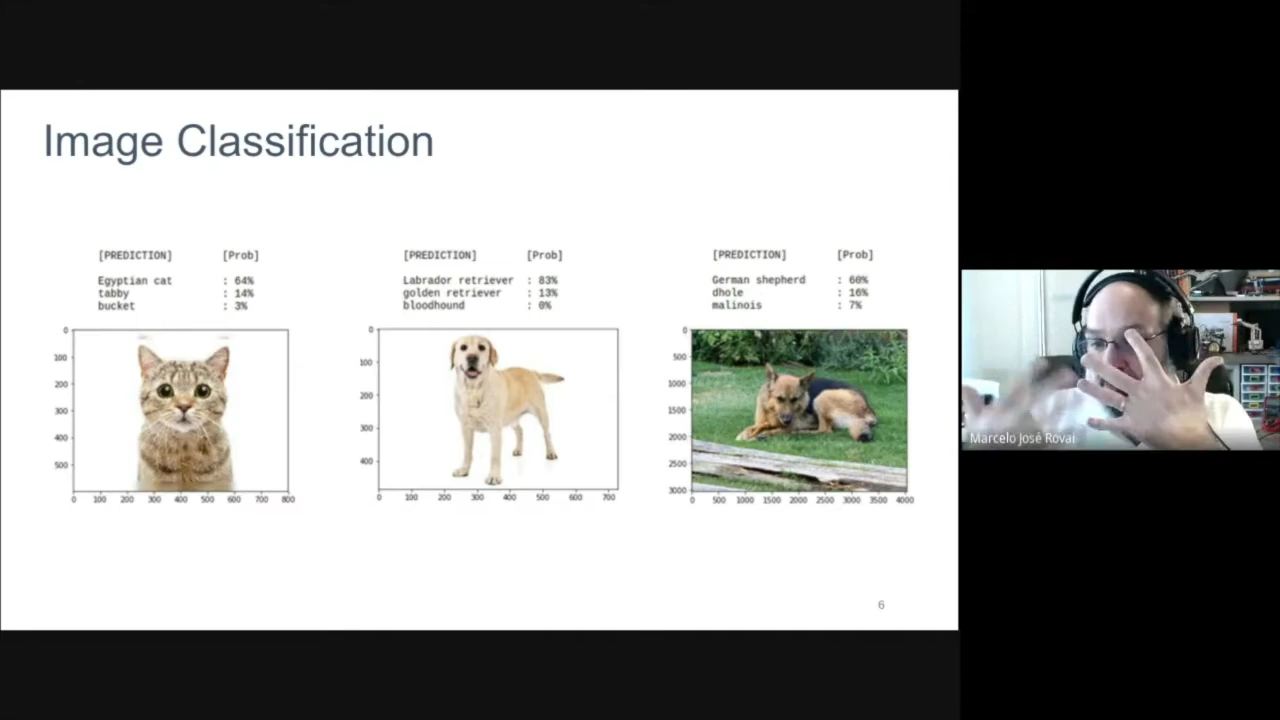 Image Classification
[PREDICTION] [Prob]
Egyptian cat : 64%
tabby : 14%
bucket : 3%
0
100
200
300
400
500
0 100 200 300 400 500 600 700 800
[PREDICTION] [Prob]
Labrador retriever : 83%
golden retriever : 13%
bloodhound : 0%
0
100
200
300
400
0 100 200 300 400 500 600 700
[PREDICTION] [Prob]
German shepherd : 60%
dhole : 16%
malinois : 7%
0
500
1000
1500
2000
2500
3000
0 500 1000 1500 2000 2500 3000 3500 4000
6
Marcelo José Rovai